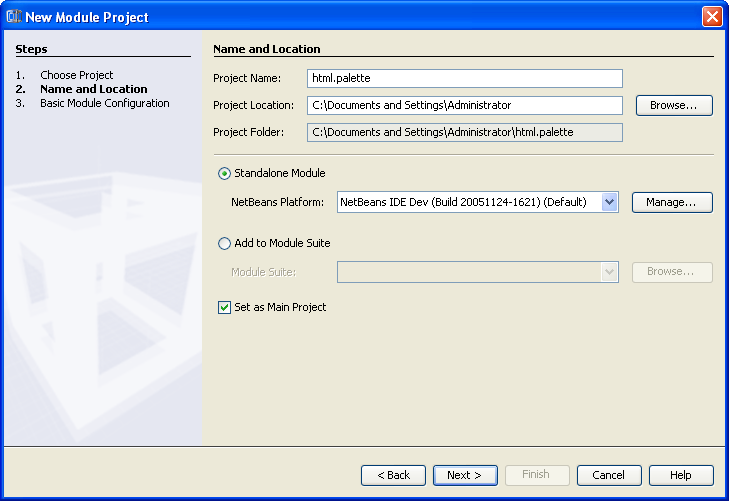 New Module Project
Steps
1. Choose Project
2. Name and Location
3. Basic Module Configuration
Name and Location
Project Name: html.palette
Project Location: C:\Documents and Settings\Administrator Browse...
Project Folder: C:\Documents and Settings\Administrator\html.palette
Standalone Module
NetBeans Platform: NetBeans IDE Dev (Build 20051124-1621) (Default) Manage...
Add to Module Suite
Module Suite: Browse...
Set as Main Project
< Back Next > Finish Cancel Help